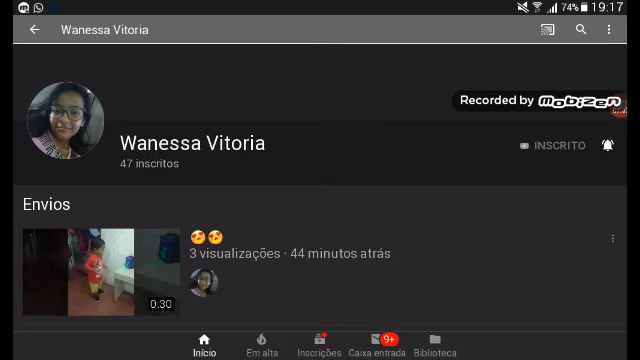 74% 19:17
Wanessa Vitoria
Recorded by MOBIZEN
Wanessa Vitoria
47 inscritos
INSCRITO
Envios
3 visualizações · 44 minutos atrás
0:30
9+
Início Em alta Inscrições Caixa entrada Biblioteca